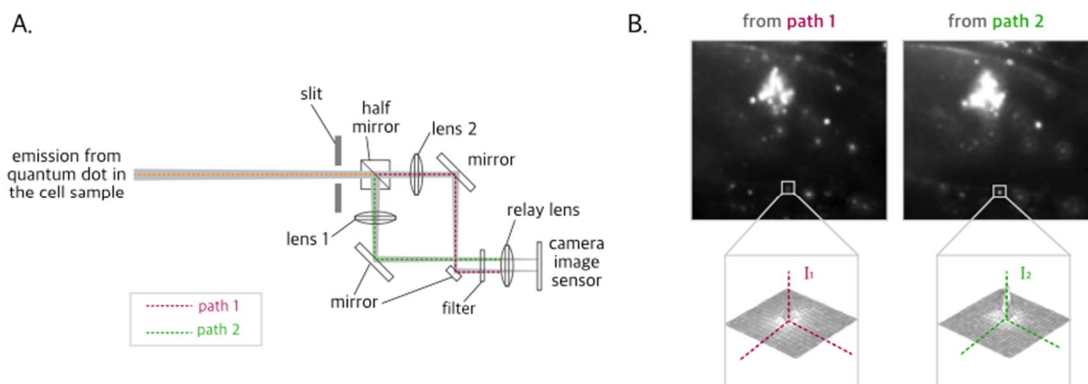 A.
slit
half
mirror
lens 2
mirror
emission from
quantum dot in
the cell sample
lens 1
relay lens
camera
image
sensor
mirror
filter
path 1
path 2
B.
from path 1
from path 2
I₁
I₂